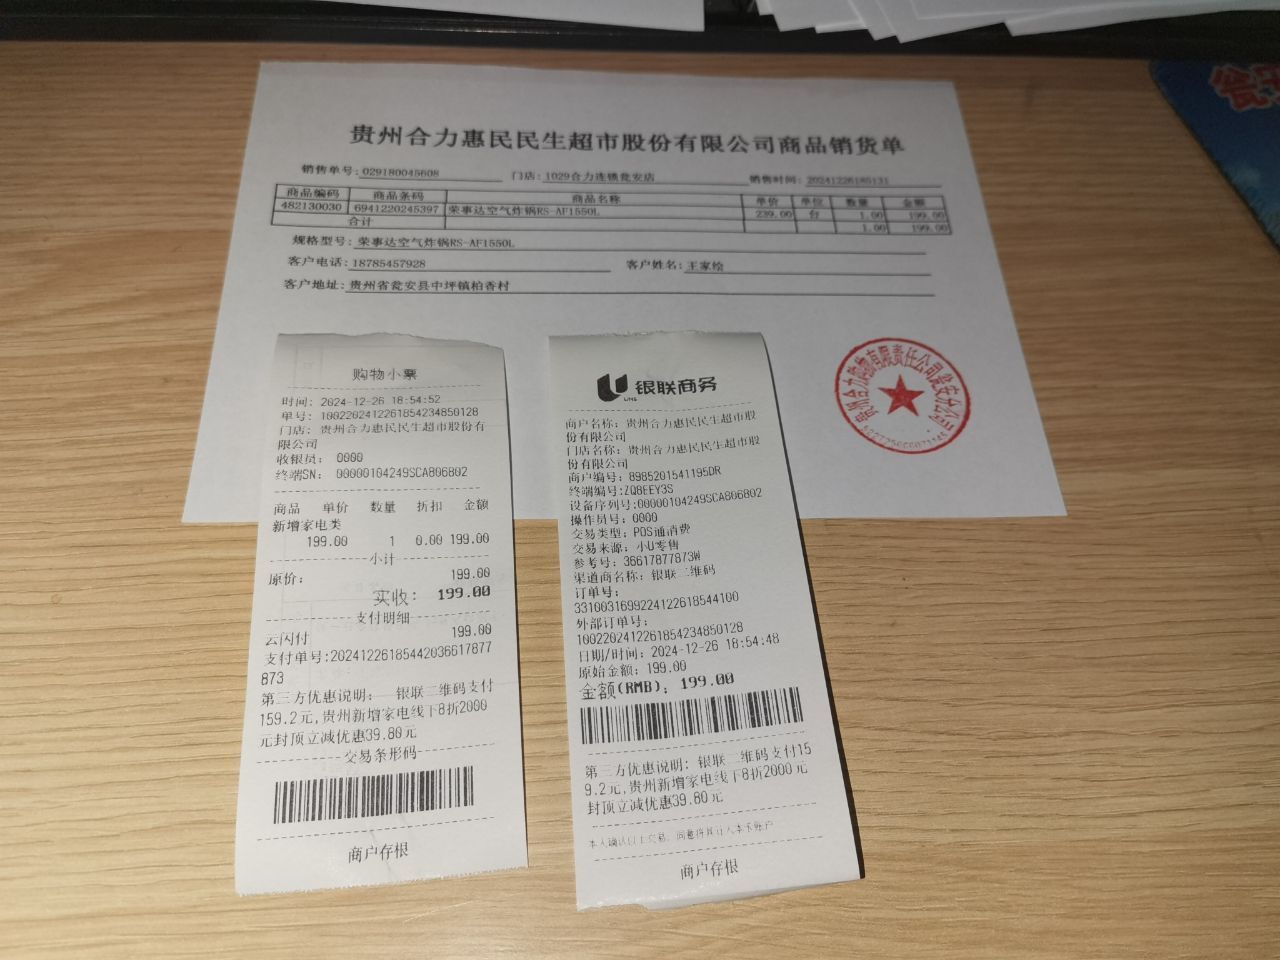 贵州合力惠民民生超市股份有限公司商品销货单
销售单号: 029180045608 门店: 1029合力连锁瓮安店 销售时间: 20241226185131
商品编码 商品条码 商品名称 单价 单位 数量 金额
482130030 6941220245397 荣事达空气炸锅RS-AF1550L 239.00 台 1.00 199.00
合计 1.00 199.00
规格型号: 荣事达空气炸锅RS-AF1550L
客户电话: 18785457928 客户姓名: 王家绘
客户地址: 贵州省瓮安县中坪镇柏香村
购物小票
时间: 2024-12-26 18:54:52
单号: 1002202412261854234850128
门店: 贵州合力惠民民生超市股份有
限公司
收银员: 0000
终端SN: 00000104249SCA806802
商品 单价 数量 折扣 金额
新增家电类
199.00 1 0.00 199.00
小计
原价: 199.00
实收: 199.00
支付明细
云闪付 199.00
支付单号:20241226185442036617877
873
第三方优惠说明: 银联二维码支付
159.2元,贵州新增家电线下8折2000
元封顶立减优惠39.80元
交易条形码
商户存根
银联商务
UMS
商户名称: 贵州合力惠民民生超市股
份有限公司
门店名称: 贵州合力惠民民生超市股
份有限公司
商户编号: 8985201541195DR
终端编号:ZQ8EEY3S
设备序列号:00000104249SCA806802
操作员号: 0000
交易类型: POS通消费
交易来源: 小U零售
参考号: 36617877873W
渠道商名称: 银联二维码
订单号:
3310031699224122618544100
外部订单号:
1002202412261854234850128
日期/时间: 2024-12-26 18:54:48
原始金额: 199.00
金额(RMB): 199.00
第三方优惠说明: 银联二维码支付15
9.2元,贵州新增家电线下8折2000元
封顶立减优惠39.80元
本人确认以上交易, 同意将其计入本卡账户
商户存根